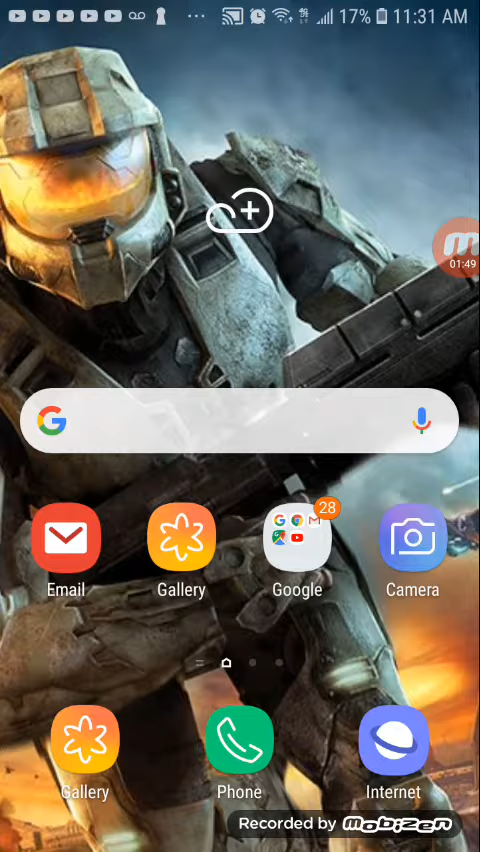 17% 11:31 AM
01:49
28
Email
Gallery
Google
Camera
Gallery
Phone
Internet
Recorded by mobizen